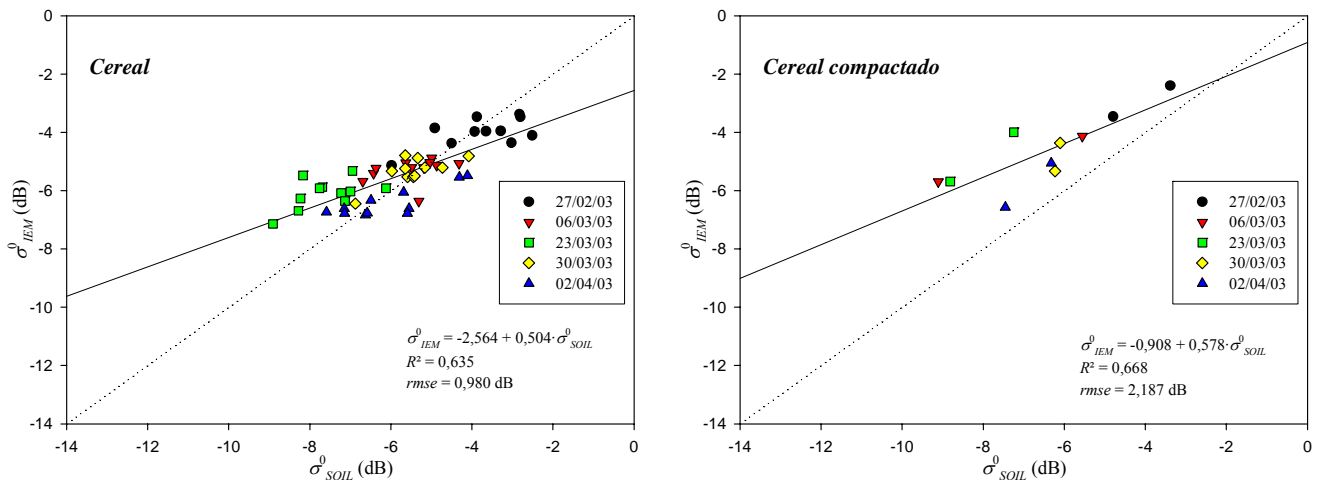 Cereal
0
-2
-4
-6
-8
-10
-12
-14
σ⁰IEM (dB)
27/02/03
06/03/03
23/03/03
30/03/03
02/04/03
σ⁰IEM = -2,564 + 0,504·σ⁰SOIL
R² = 0,635
rmse = 0,980 dB
-14 -12 -10 -8 -6 -4 -2 0
σ⁰SOIL (dB)
Cereal compactado
0
-2
-4
-6
-8
-10
-12
-14
σ⁰IEM (dB)
27/02/03
06/03/03
23/03/03
30/03/03
02/04/03
σ⁰IEM = -0,908 + 0,578·σ⁰SOIL
R² = 0,668
rmse = 2,187 dB
-14 -12 -10 -8 -6 -4 -2 0
σ⁰SOIL (dB)